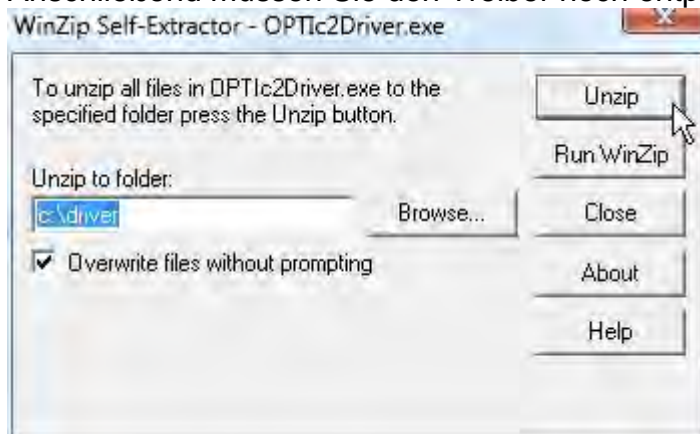 WinZip Self-Extractor - OPTIc2Driver.exe
To unzip all files in OPTIc2Driver.exe to the
specified folder press the Unzip button.
Unzip to folder:
c:\driver
Browse...
Overwrite files without prompting
Unzip
Run WinZip
Close
About
Help